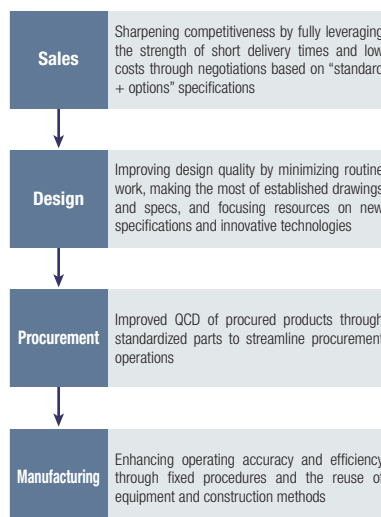 Sales
Sharpening competitiveness by fully leveraging
the strength of short delivery times and low
costs through negotiations based on “standard
+ options” specifications
Design
Improving design quality by minimizing routine
work, making the most of established drawings
and specs, and focusing resources on new
specifications and innovative technologies
Procurement
Improved QCD of procured products through
standardized parts to streamline procurement
operations
Manufacturing
Enhancing operating accuracy and efficiency
through fixed procedures and the reuse of
equipment and construction methods